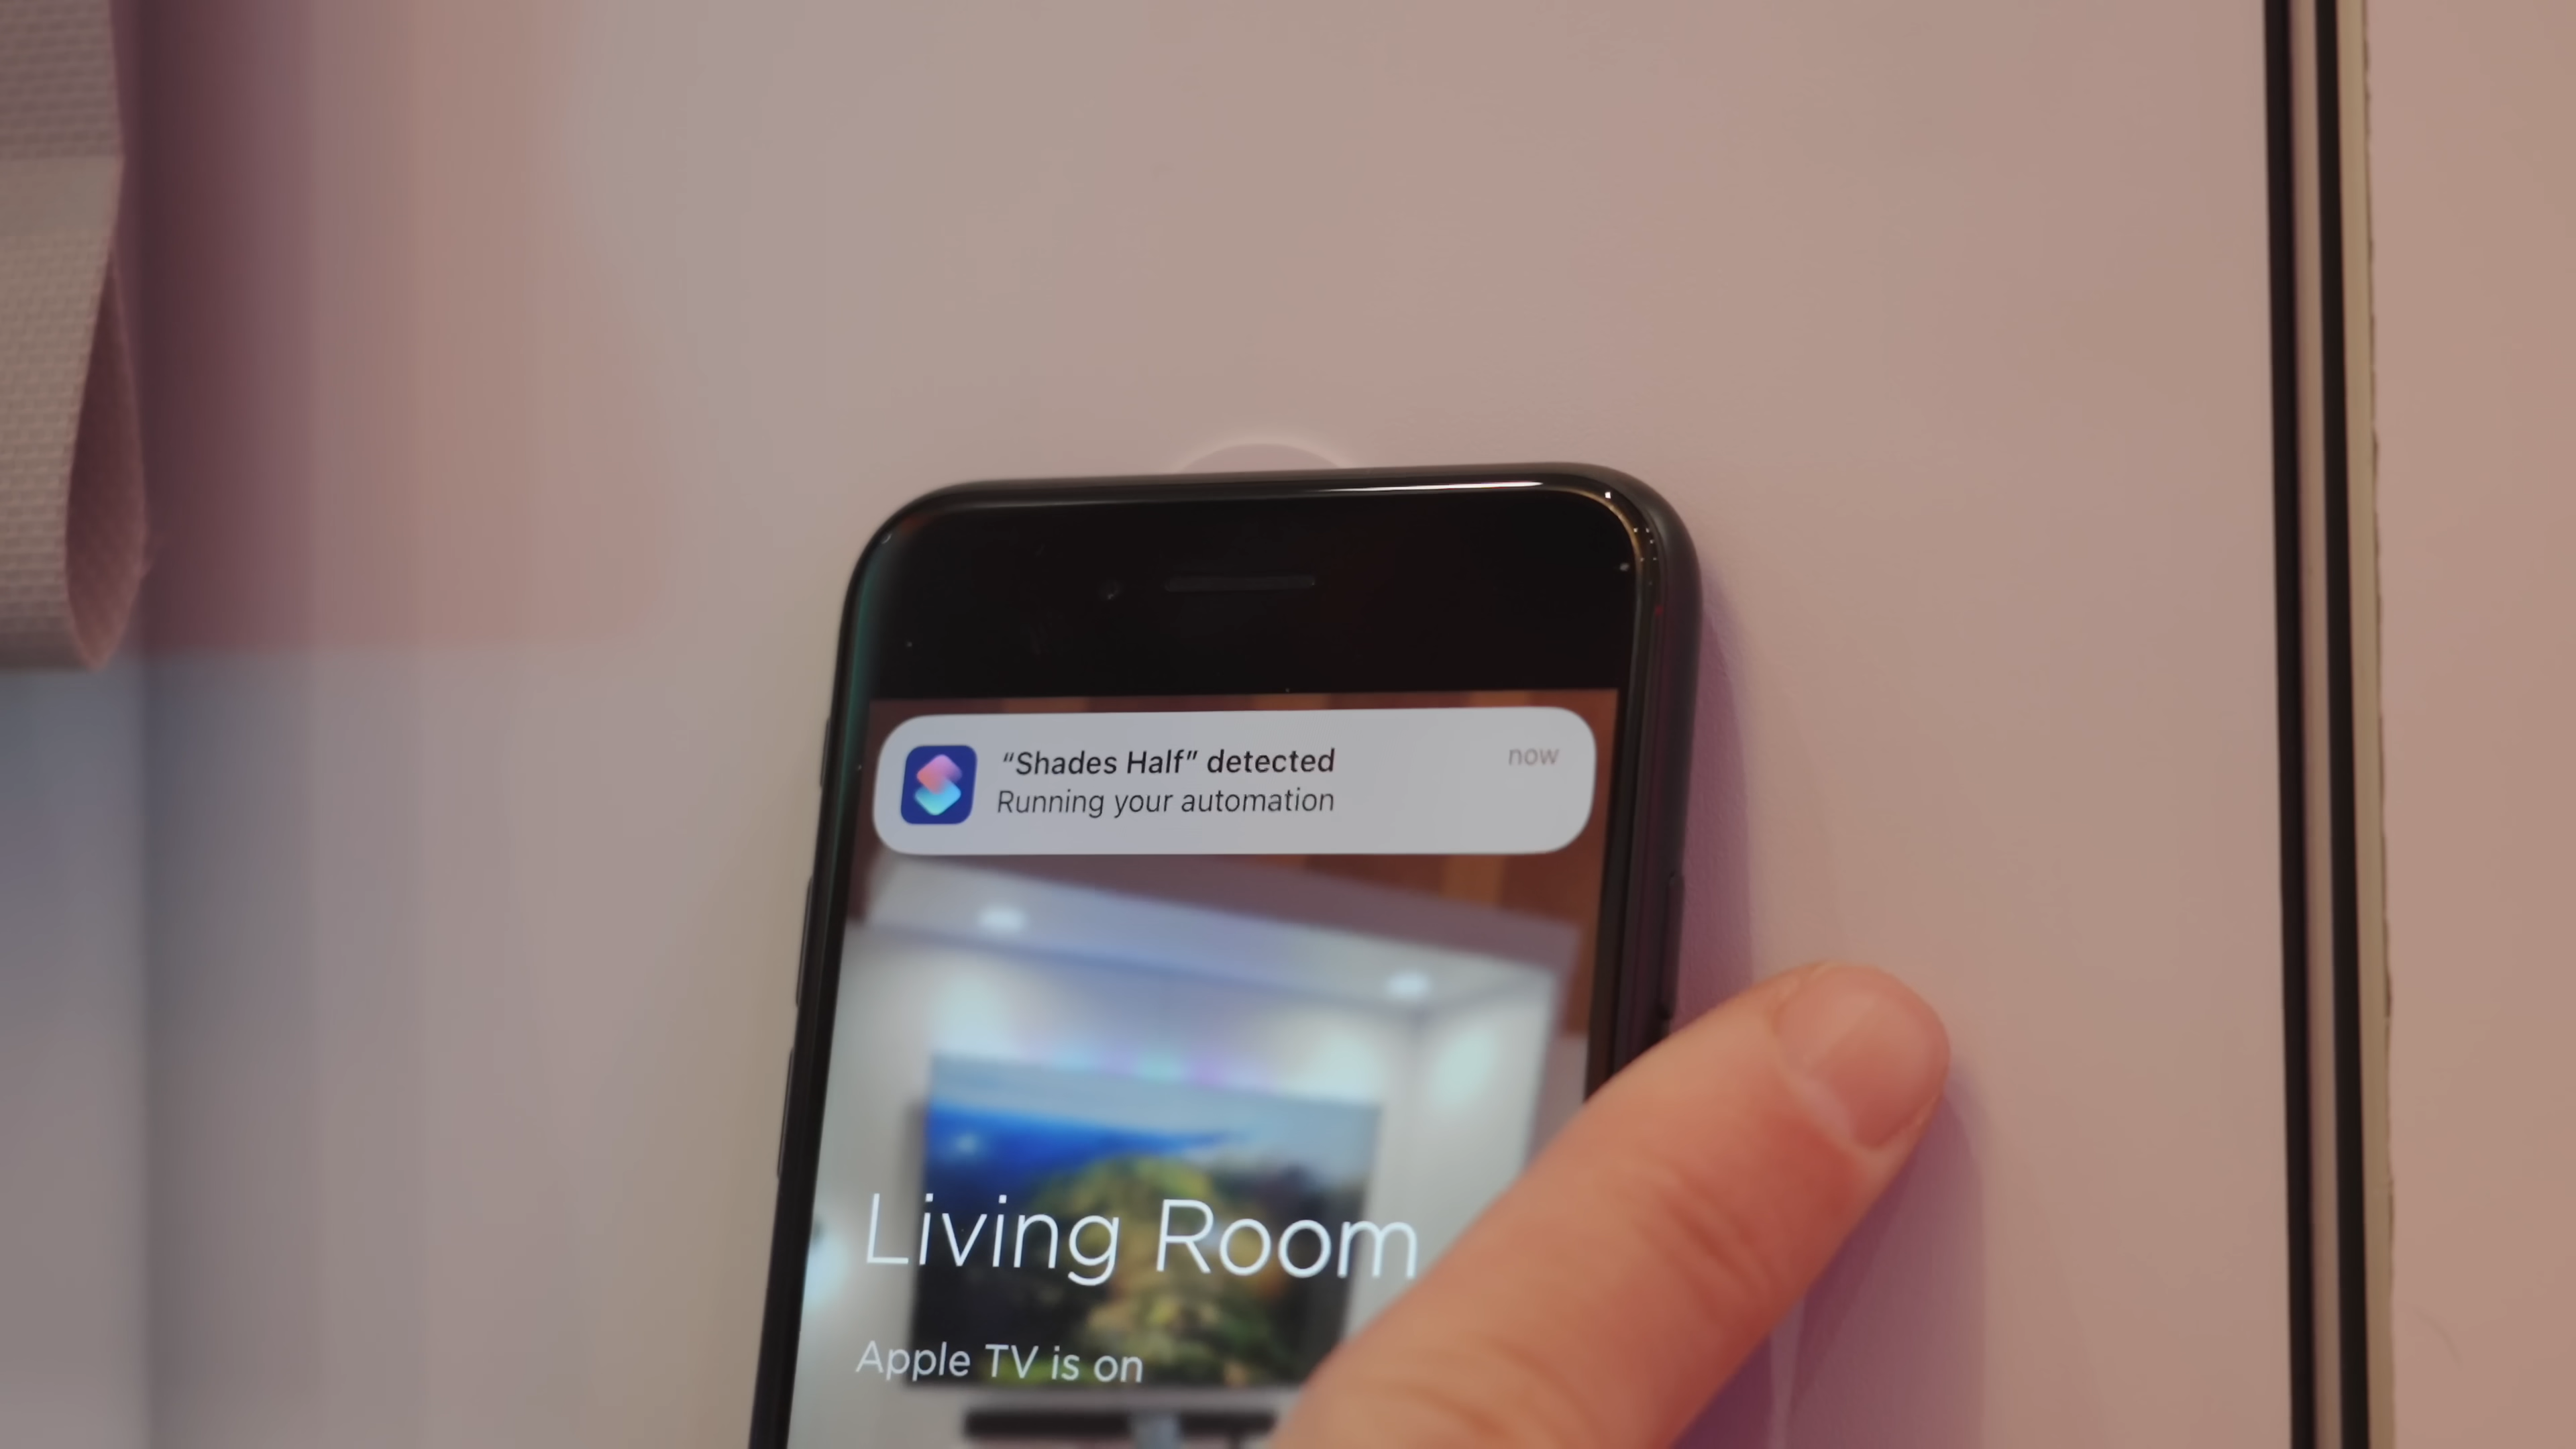 “Shades Half” detected
now
Running your automation
Living Room
Apple TV is on